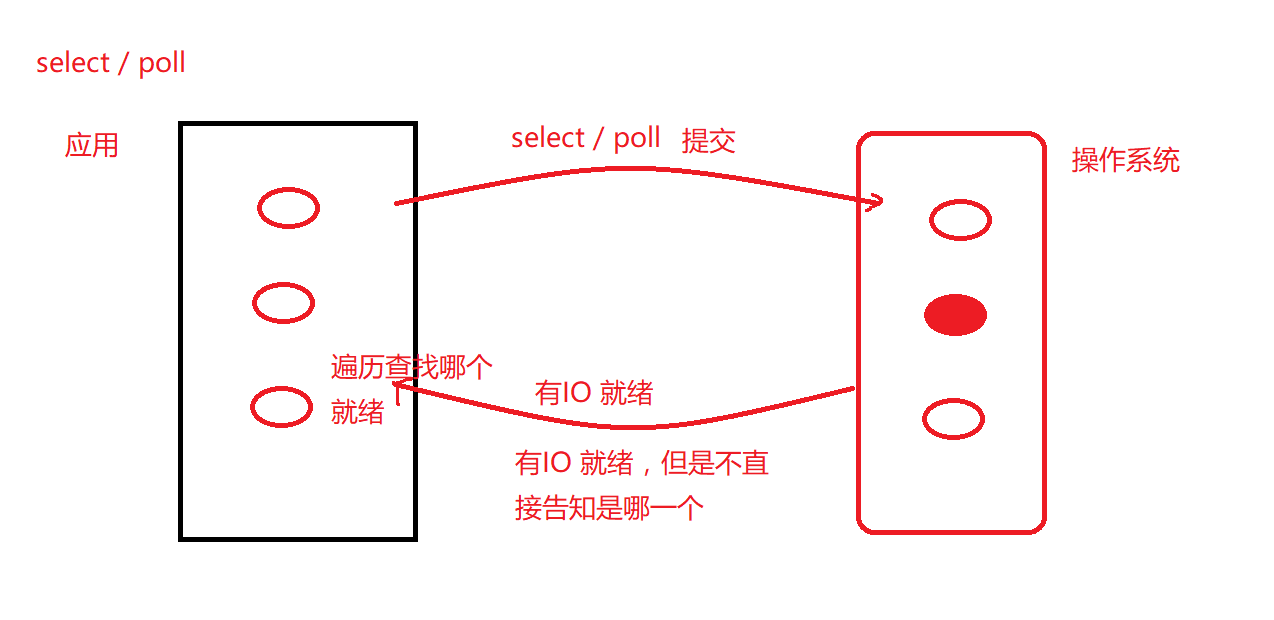 select / poll
应用
select / poll 提交
操作系统
遍历查找哪个
就绪
有IO 就绪
有IO 就绪，但是不直
接告知是哪一个